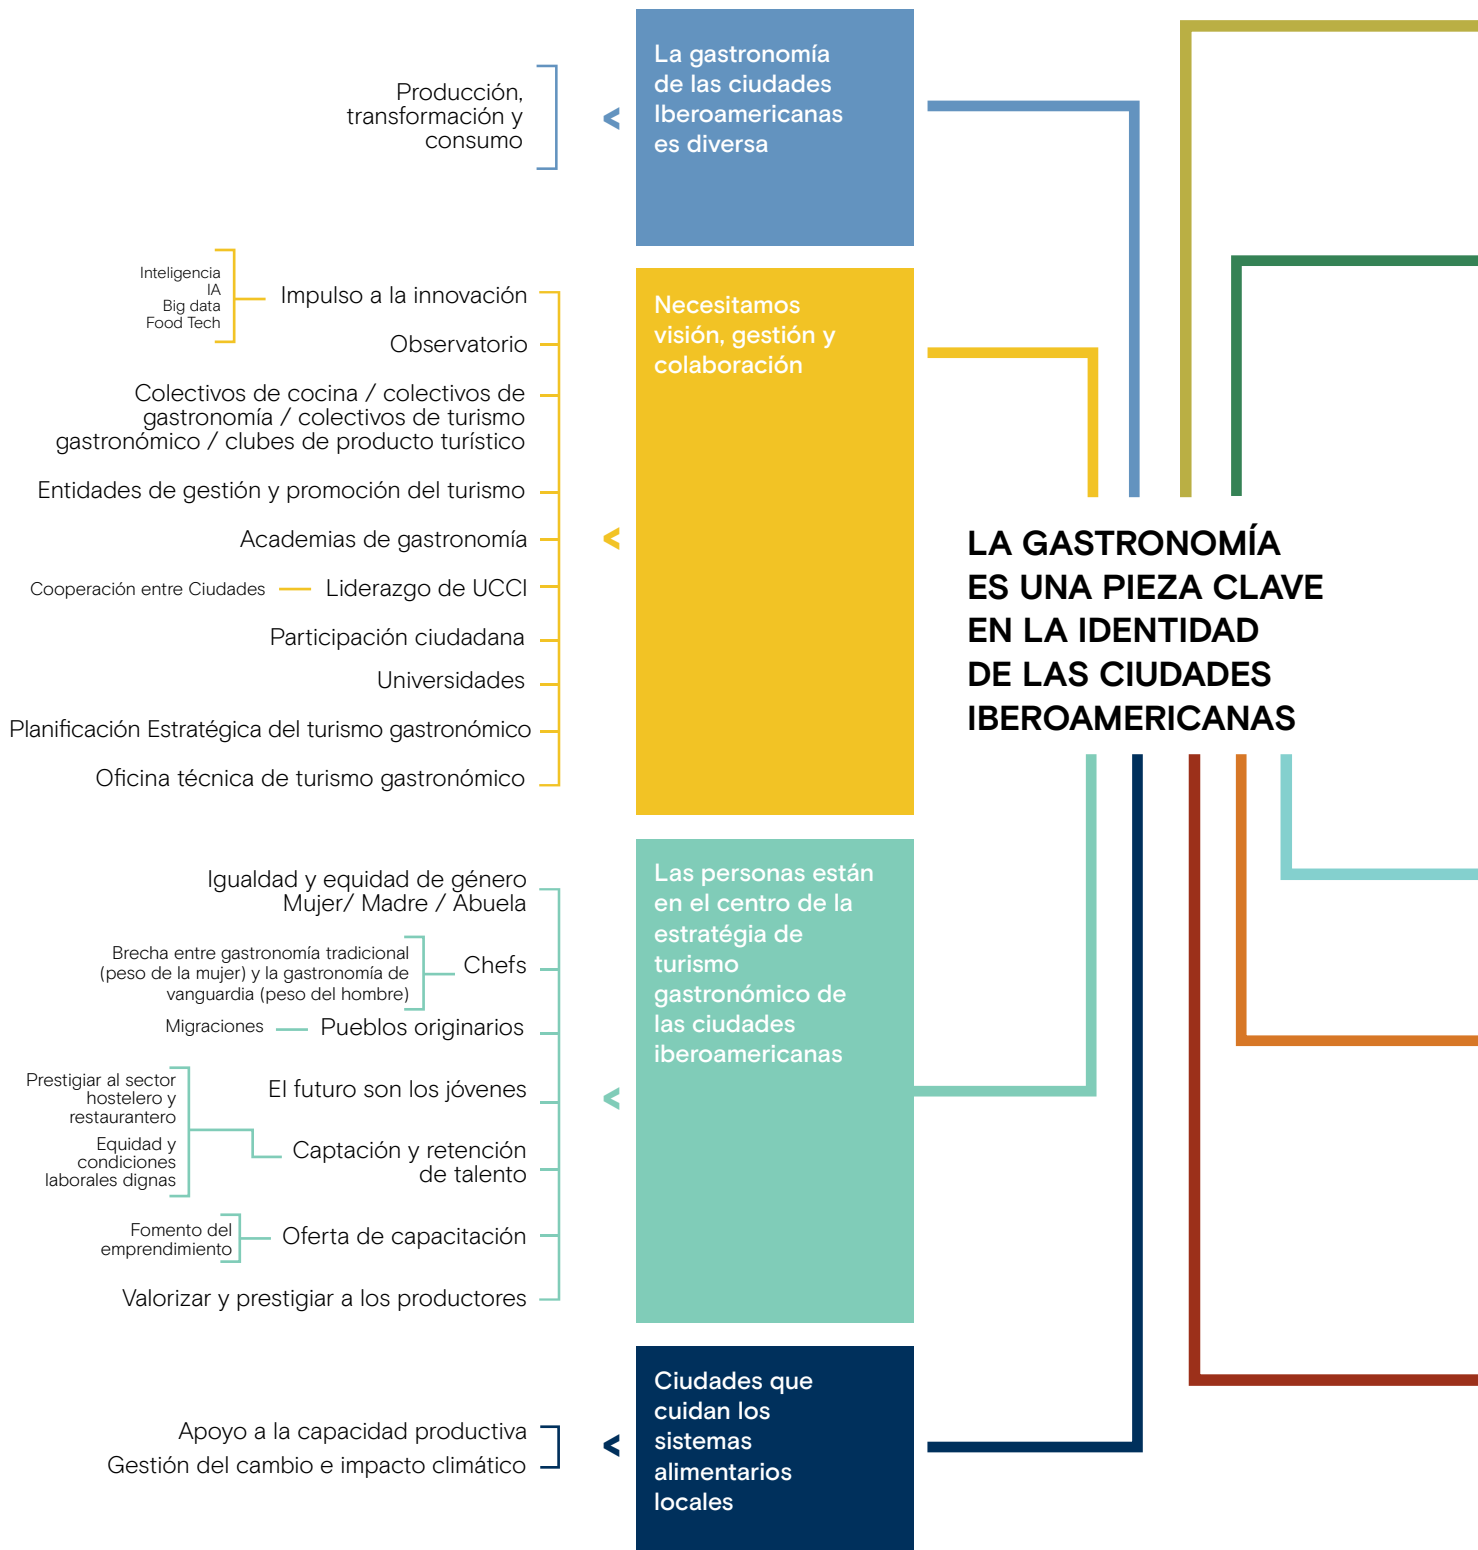 Producción,
transformación y
consumo
<
La gastronomía
de las ciudades
Iberoamericanas
es diversa
Inteligencia
IA
Big data
Food Tech
Impulso a la innovación
Observatorio
Colectivos de cocina / colectivos de
gastronomía / colectivos de turismo
gastronómico / clubes de producto turístico
Entidades de gestión y promoción del turismo
Academias de gastronomía
Cooperación entre Ciudades
Liderazgo de UCCI
Participación ciudadana
Universidades
Planificación Estratégica del turismo gastronómico
Oficina técnica de turismo gastronómico
<
Necesitamos
visión, gestión y
colaboración
LA GASTRONOMÍA
ES UNA PIEZA CLAVE
EN LA IDENTIDAD
DE LAS CIUDADES
IBEROAMERICANAS
Igualdad y equidad de género
Mujer/ Madre / Abuela
Brecha entre gastronomía tradicional
(peso de la mujer) y la gastronomía de
vanguardia (peso del hombre)
Chefs
Migraciones
Pueblos originarios
El futuro son los jóvenes
Prestigiar al sector
hostelero y
restaurantero
Equidad y
condiciones
laborales dignas
Captación y retención
de talento
Fomento del
emprendimiento
Oferta de capacitación
Valorizar y prestigiar a los productores
<
Las personas están
en el centro de la
estratégia de
turismo
gastronómico de
las ciudades
iberoamericanas
Apoyo a la capacidad productiva
Gestión del cambio e impacto climático
<
Ciudades que
cuidan los
sistemas
alimentarios
locales